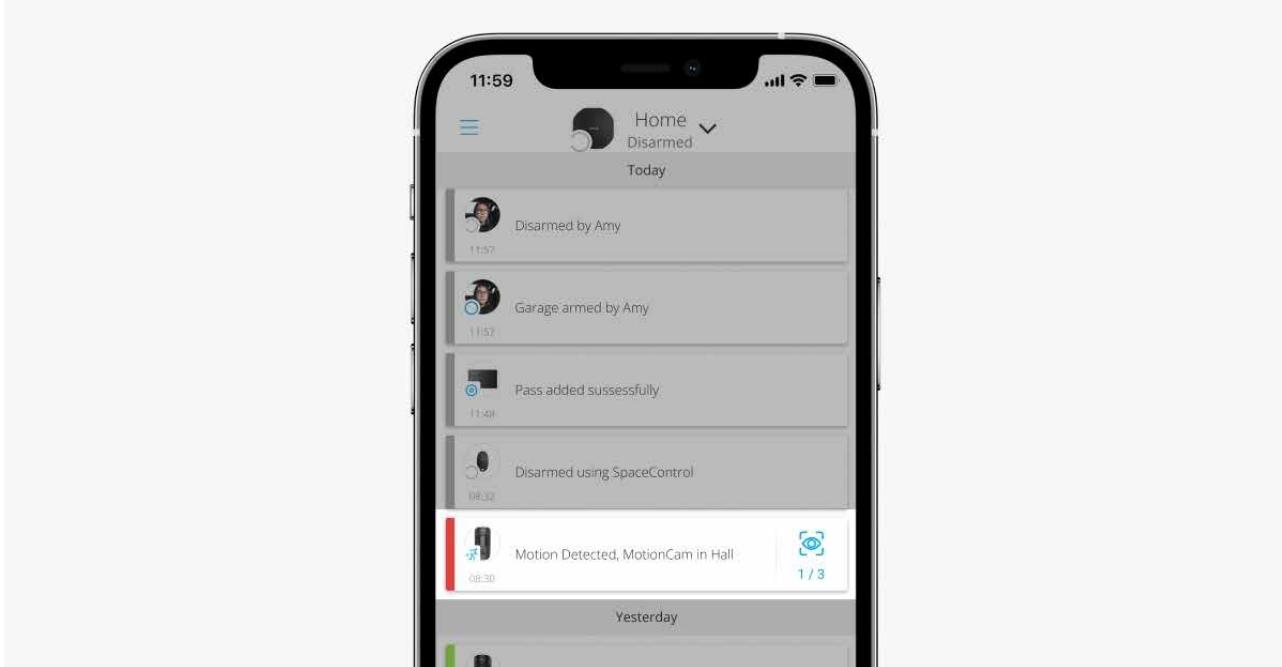 11:59
Home
Disarmed
Today
Disarmed by Amy
11:57
Garage armed by Amy
11:57
Pass added sussessfully
11:48
Disarmed using SpaceControl
08:32
Motion Detected, MotionCam in Hall
1 / 3
08:30
Yesterday